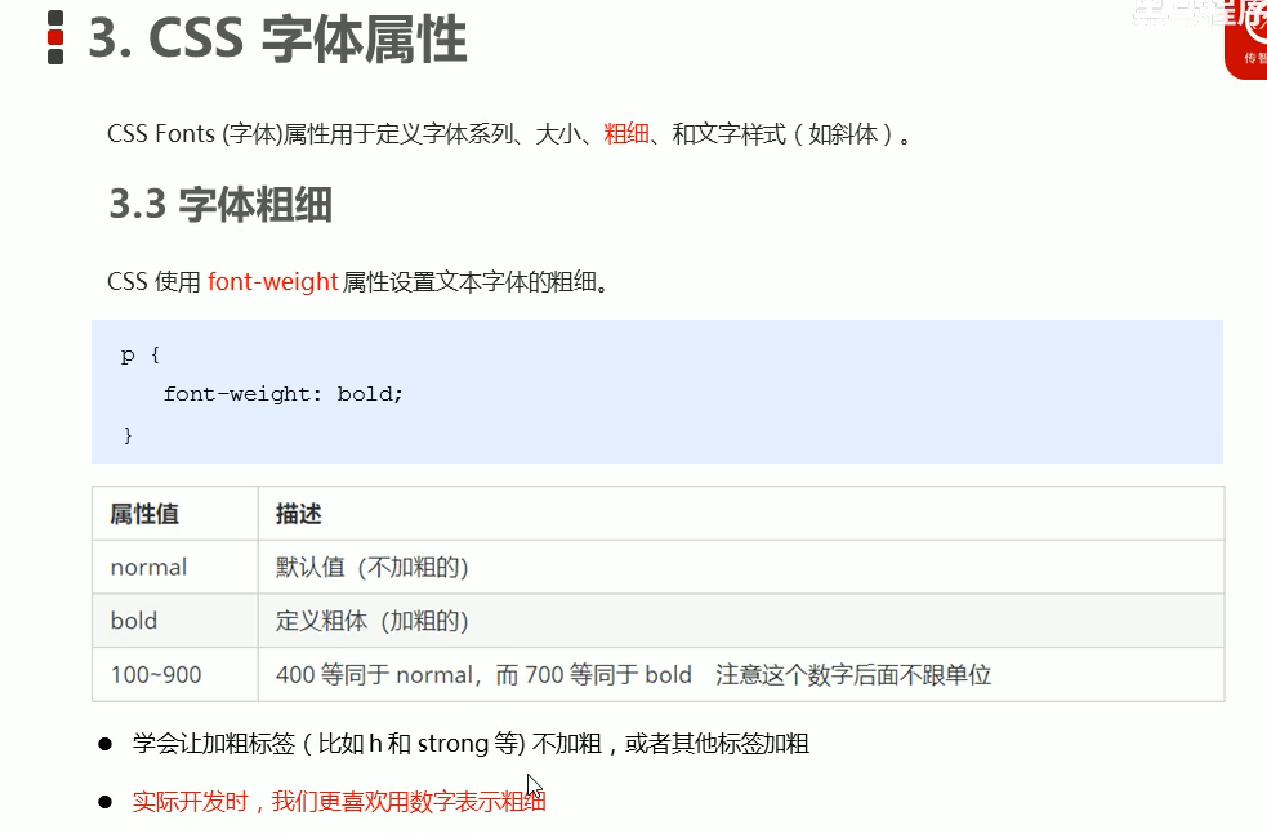 3. CSS 字体属性
CSS Fonts (字体)属性用于定义字体系列、大小、粗细、和文字样式（如斜体）。
3.3 字体粗细
CSS 使用 font-weight 属性设置文本字体的粗细。
p {
font-weight: bold;
}
属性值 描述
normal 默认值（不加粗的)
bold 定义粗体（加粗的)
100~900 400 等同于 normal，而 700 等同于 bold 注意这个数字后面不跟单位
● 学会让加粗标签（比如 h 和 strong 等) 不加粗，或者其他标签加粗
● 实际开发时，我们更喜欢用数字表示粗细